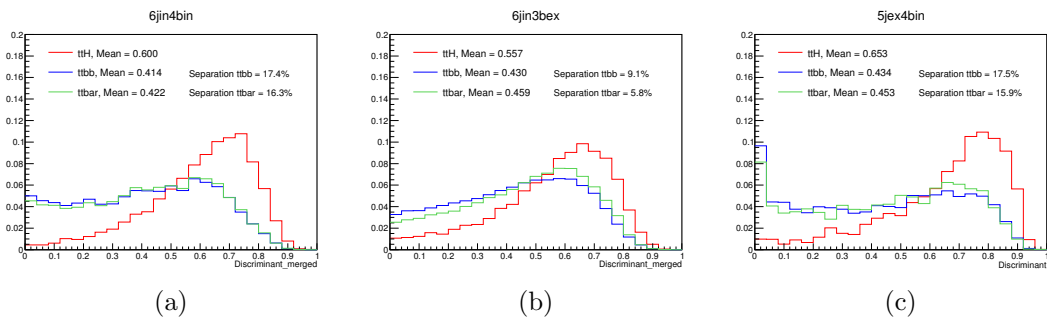 6jin4bin
ttH, Mean = 0.600
ttbb, Mean = 0.414 Separation ttbb = 17.4%
ttbar, Mean = 0.422 Separation ttbar = 16.3%
0.2
0.18
0.16
0.14
0.12
0.1
0.08
0.06
0.04
0.02
0
0 0.1 0.2 0.3 0.4 0.5 0.6 0.7 0.8 0.9 1
Discriminant_merged
(a)
6jin3bex
ttH, Mean = 0.557
ttbb, Mean = 0.430 Separation ttbb = 9.1%
ttbar, Mean = 0.459 Separation ttbar = 5.8%
0.2
0.18
0.16
0.14
0.12
0.1
0.08
0.06
0.04
0.02
0
0 0.1 0.2 0.3 0.4 0.5 0.6 0.7 0.8 0.9 1
Discriminant_merged
(b)
5jex4bin
ttH, Mean = 0.653
ttbb, Mean = 0.434 Separation ttbb = 17.5%
ttbar, Mean = 0.453 Separation ttbar = 15.9%
0.2
0.18
0.16
0.14
0.12
0.1
0.08
0.06
0.04
0.02
0
0 0.1 0.2 0.3 0.4 0.5 0.6 0.7 0.8 0.9 1
Discriminant
(c)